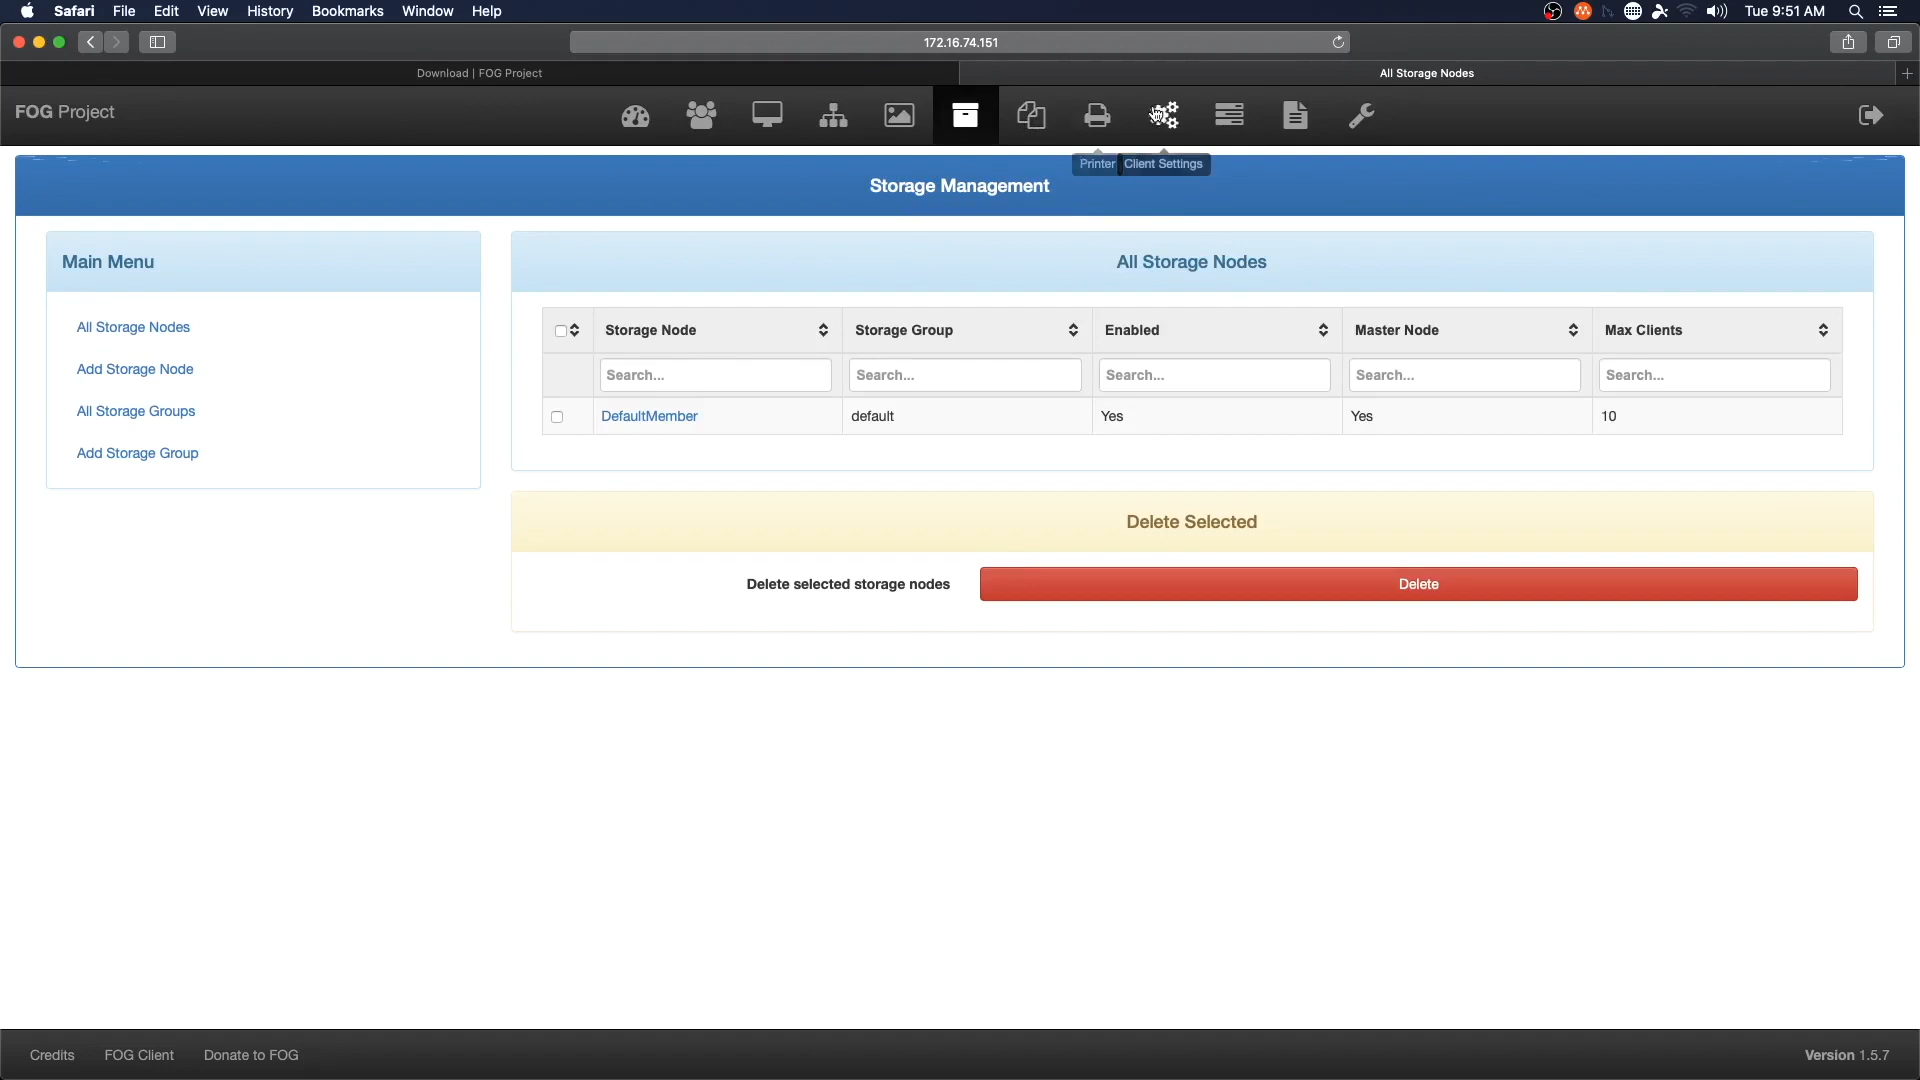 Safari File Edit View History Bookmarks Window Help Tue 9:51 AM
172.16.74.151
Download | FOG Project All Storage Nodes
FOG Project
Printer Client Settings
Storage Management
Main Menu
All Storage Nodes
Add Storage Node
All Storage Groups
Add Storage Group
All Storage Nodes
Storage Node Storage Group Enabled Master Node Max Clients
Search... Search... Search... Search... Search...
DefaultMember default Yes Yes 10
Delete Selected
Delete selected storage nodes Delete
Credits FOG Client Donate to FOG Version 1.5.7